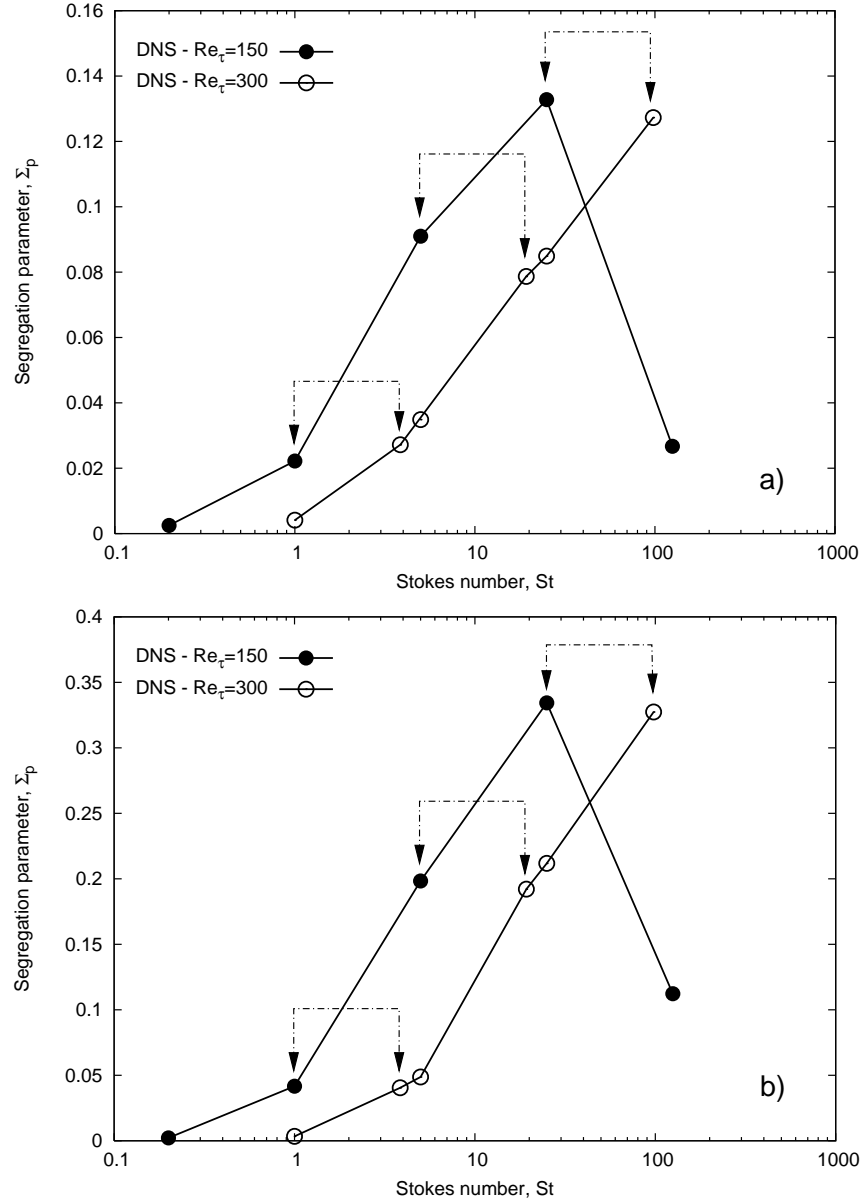 0.16
0.14
0.12
0.1
0.08
0.06
0.04
0.02
0
Segregation parameter, Σp
DNS - Reτ=150
DNS - Reτ=300
a)
0.1 1 10 100 1000
Stokes number, St
0.4
0.35
0.3
0.25
0.2
0.15
0.1
0.05
0
Segregation parameter, Σp
DNS - Reτ=150
DNS - Reτ=300
b)
0.1 1 10 100 1000
Stokes number, St